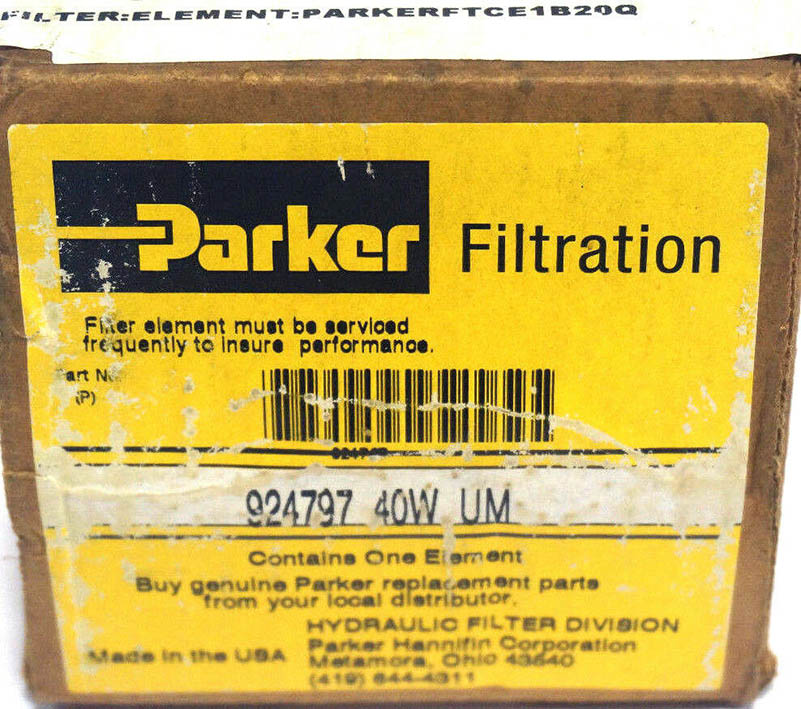 FILTER:ELEMENT:PARKERFTCE1B20Q
Parker Filtration
Filter element must be serviced
frequently to insure performance.
Part No.
(P)
924797 40W UM
Contains One Element
Buy genuine Parker replacement parts
from your local distributor.
HYDRAULIC FILTER DIVISION
Parker Hannifin Corporation
Made in the USA
Metamora, Ohio 43540
(419) 644-4311